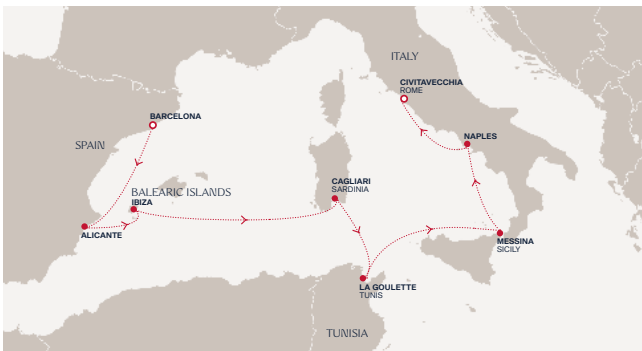 ITALY
CIVITAVECCHIA
ROME
BARCELONA
NAPLES
SPAIN
CAGLIARI
SARDINIA
BALEARIC ISLANDS
IBIZA
ALICANTE
MESSINA
SICILY
LA GOULETTE
TUNIS
TUNISIA